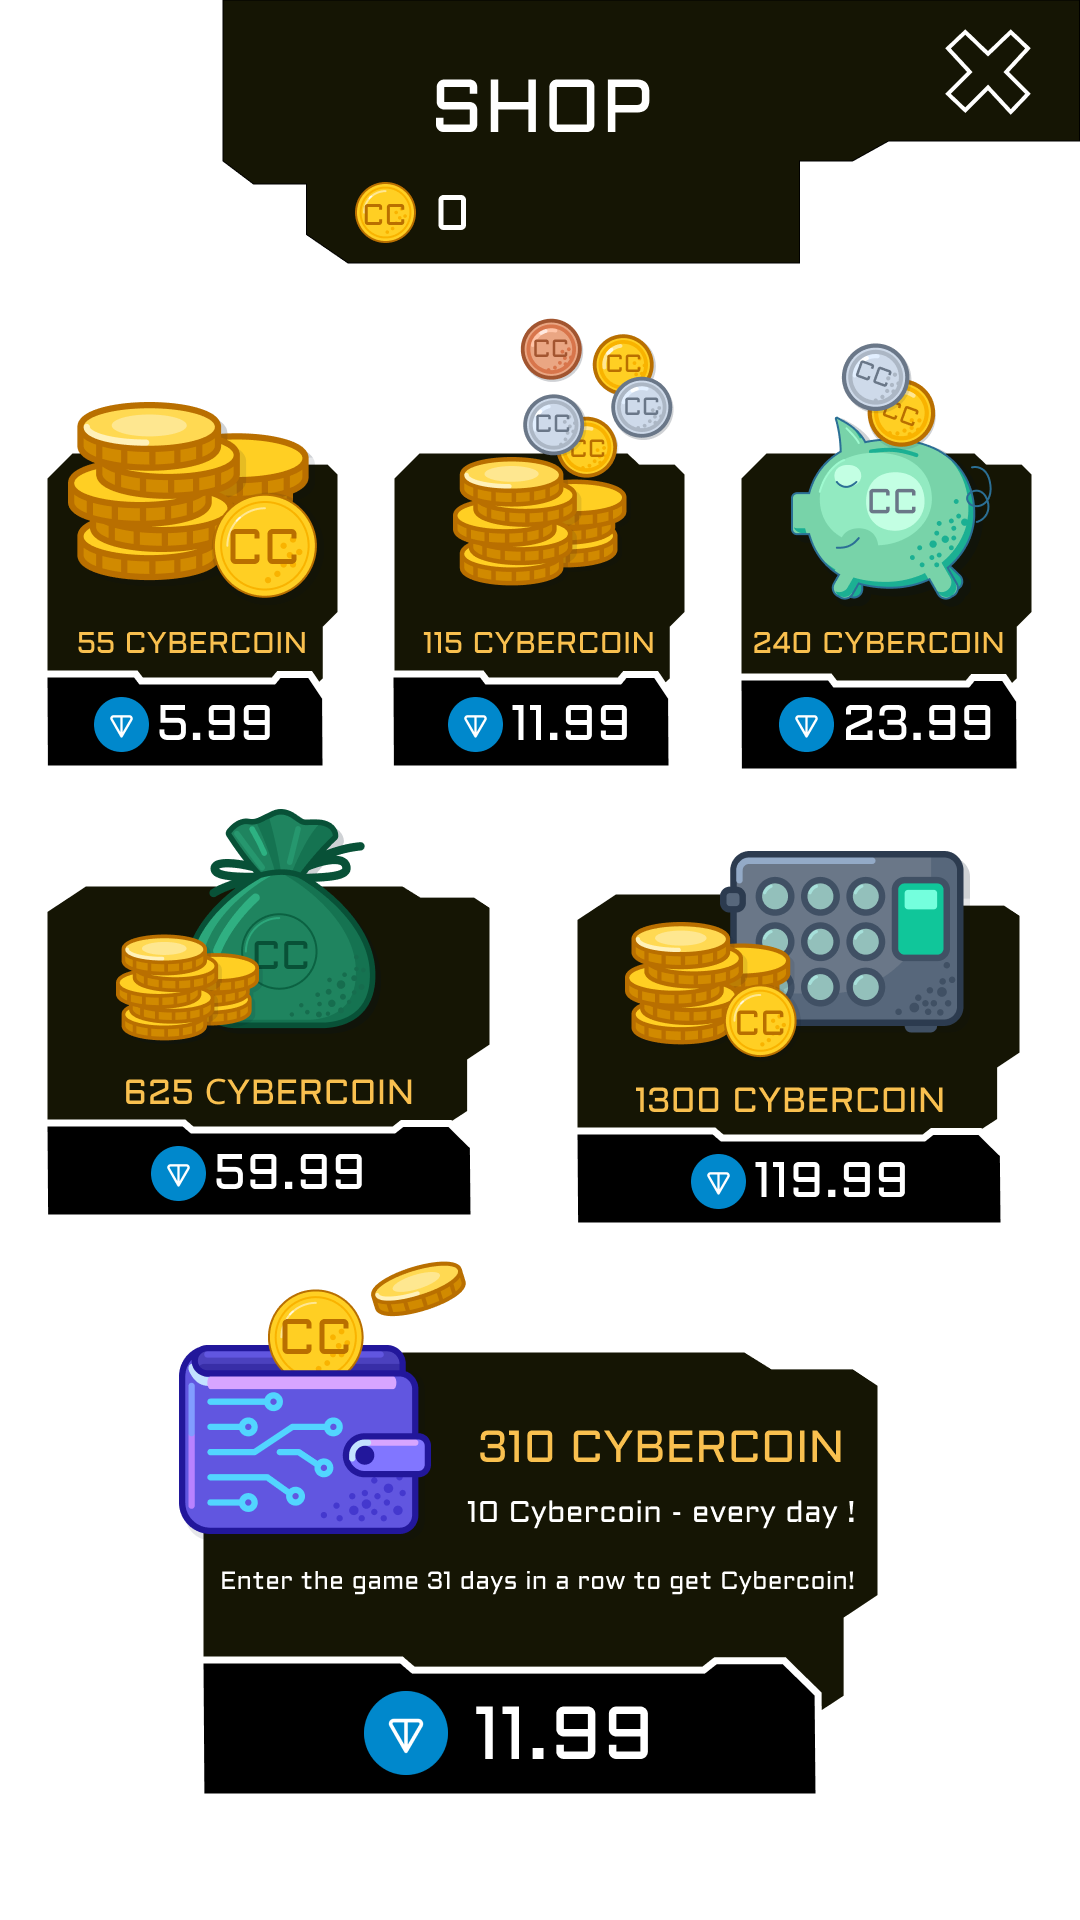 SHOP
CC 0
CC
CC
CC
CC
CC
CC
CC
CC
CC
CC
55 CYBERCOIN
115 CYBERCOIN
240 CYBERCOIN
5.99
11.99
23.99
CC
CC
625 CYBERCOIN
1300 CYBERCOIN
59.99
119.99
CC
310 CYBERCOIN
10 Cybercoin - every day !
Enter the game 31 days in a row to get Cybercoin!
11.99